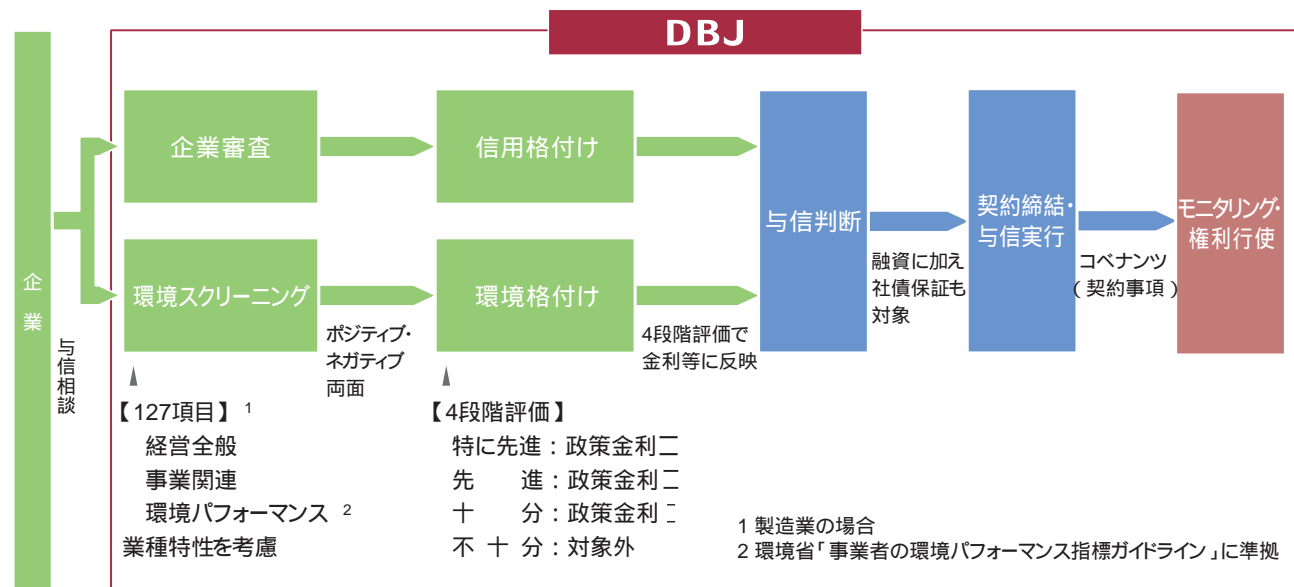 DBJ
企業
与信相談
企業審査
信用格付け
環境スクリーニング
ポジティブ・
ネガティブ
両面
環境格付け
4段階評価で
金利等に反映
与信判断
融資に加え
社債保証も
対象
契約締結・
与信実行
コベナンツ
(契約事項)
モニタリング・
権利行使
【127項目】 1
経営全般
事業関連
環境パフォーマンス 2
業種特性を考慮
【4段階評価】
特に先進:政策金利
先 進:政策金利
十 分:政策金利
不 十 分:対象外
1 製造業の場合
2 環境省「事業者の環境パフォーマンス指標ガイドライン」に準拠